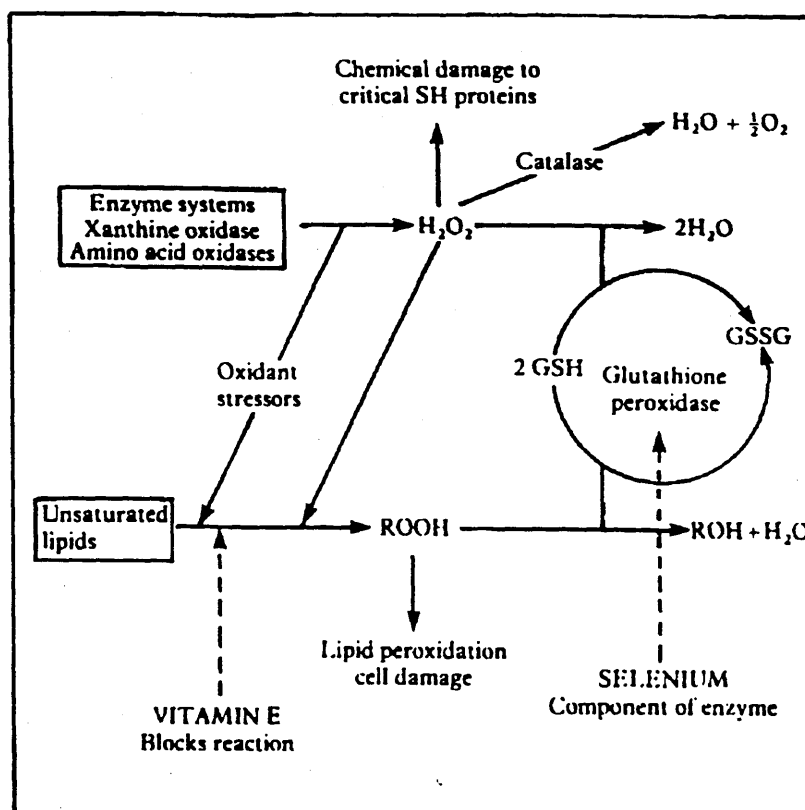 Chemical damage to
critical SH proteins
H₂O + ½O₂
Catalase
Enzyme systems
Xanthine oxidase
Amino acid oxidases
H₂O₂
2H₂O
GSSG
2 GSH
Glutathione
peroxidase
Oxidant
stressors
Unsaturated
lipids
ROOH
ROH + H₂O
Lipid peroxidation
cell damage
SELENIUM
Component of enzyme
VITAMIN E
Blocks reaction